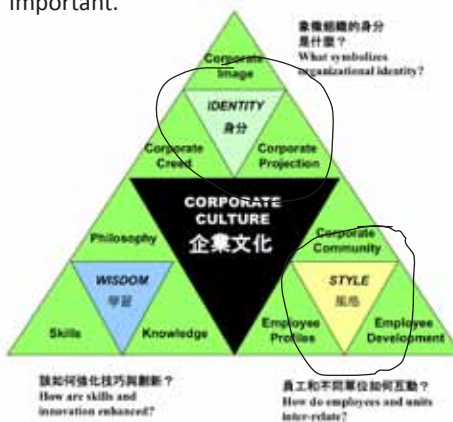 important.
象徵組織的身分
是什麼？
What symbolizes
organizational identity?
Corporate
Image
IDENTITY
身分
Corporate
Creed
Corporate
Projection
CORPORATE
CULTURE
企業文化
Philosophy
Corporate
Community
WISDOM
學習
STYLE
風格
Skills
Knowledge
Employee
Profiles
Employee
Development
該如何強化技巧與創新？
How are skills and
innovation enhanced?
員工和不同單位如何互動？
How do employees and units
inter-relate?